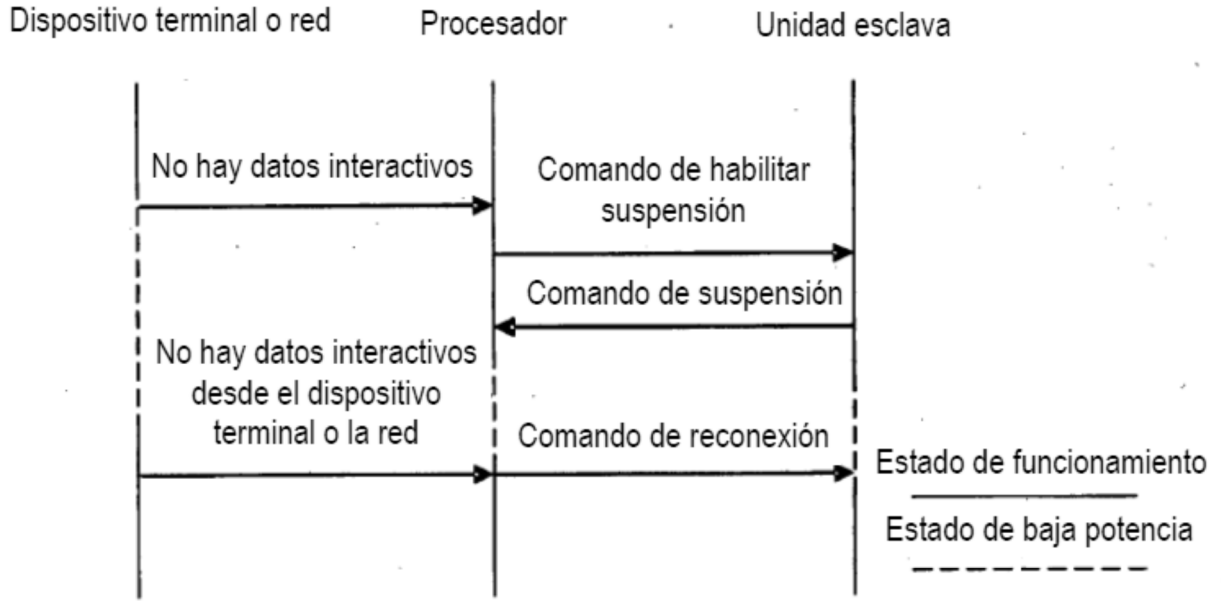 Dispositivo terminal o red
Procesador
Unidad esclava
No hay datos interactivos
Comando de habilitar
suspensión
Comando de suspensión
No hay datos interactivos
desde el dispositivo
terminal o la red
Comando de reconexión
Estado de funcionamiento
Estado de baja potencia